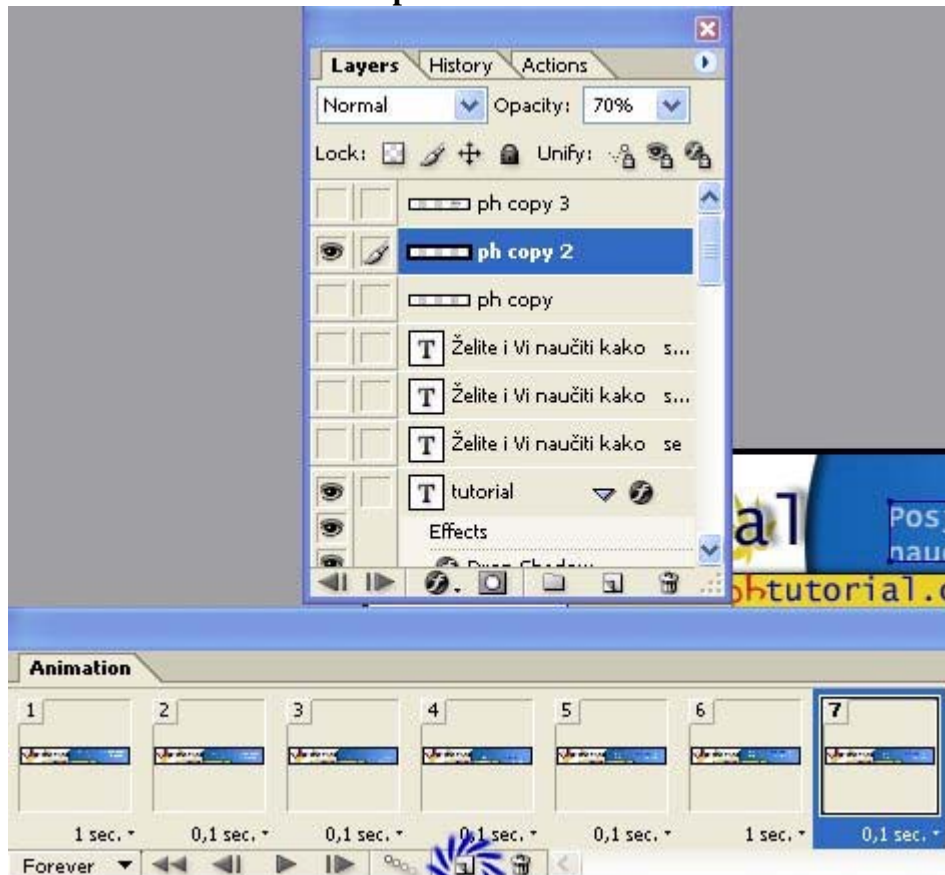 Layers History Actions
Normal Opacity: 70%
Lock: Unify:
ph copy 3
ph copy 2
ph copy
T Želite i Vi naučiti kako s...
T Želite i Vi naučiti kako s...
T Želite i Vi naučiti kako se
T tutorial
Effects
al
Pos
nau
phtutorial.
Animation
1 2 3 4 5 6 7
1 sec. 0,1 sec. 0,1 sec. 0,1 sec. 0,1 sec. 1 sec. 0,1 sec.
Forever